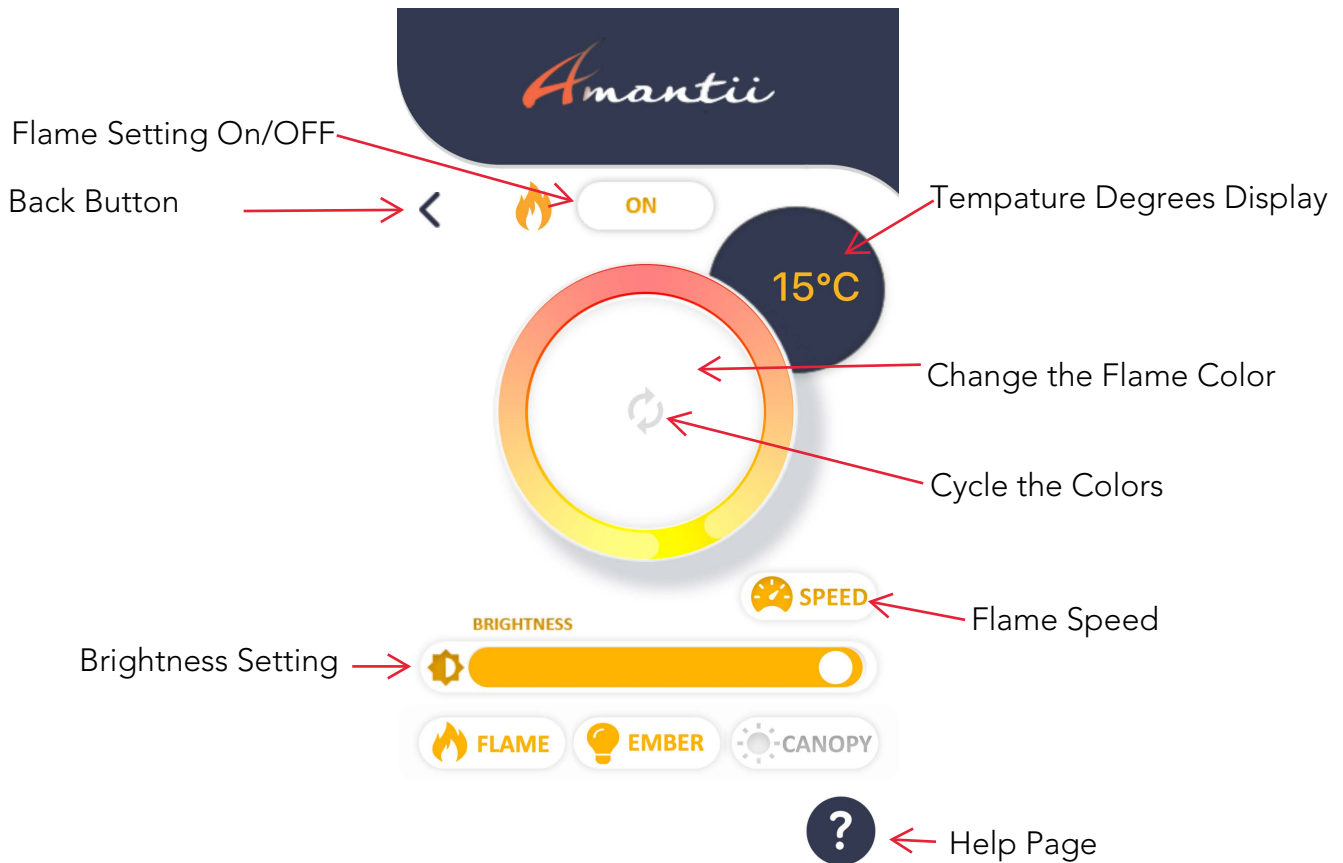 Amantii
Flame Setting On/OFF
Back Button
ON
Tempature Degrees Display
15°C
Change the Flame Color
Cycle the Colors
SPEED
Flame Speed
BRIGHTNESS
Brightness Setting
FLAME
EMBER
CANOPY
?
Help Page